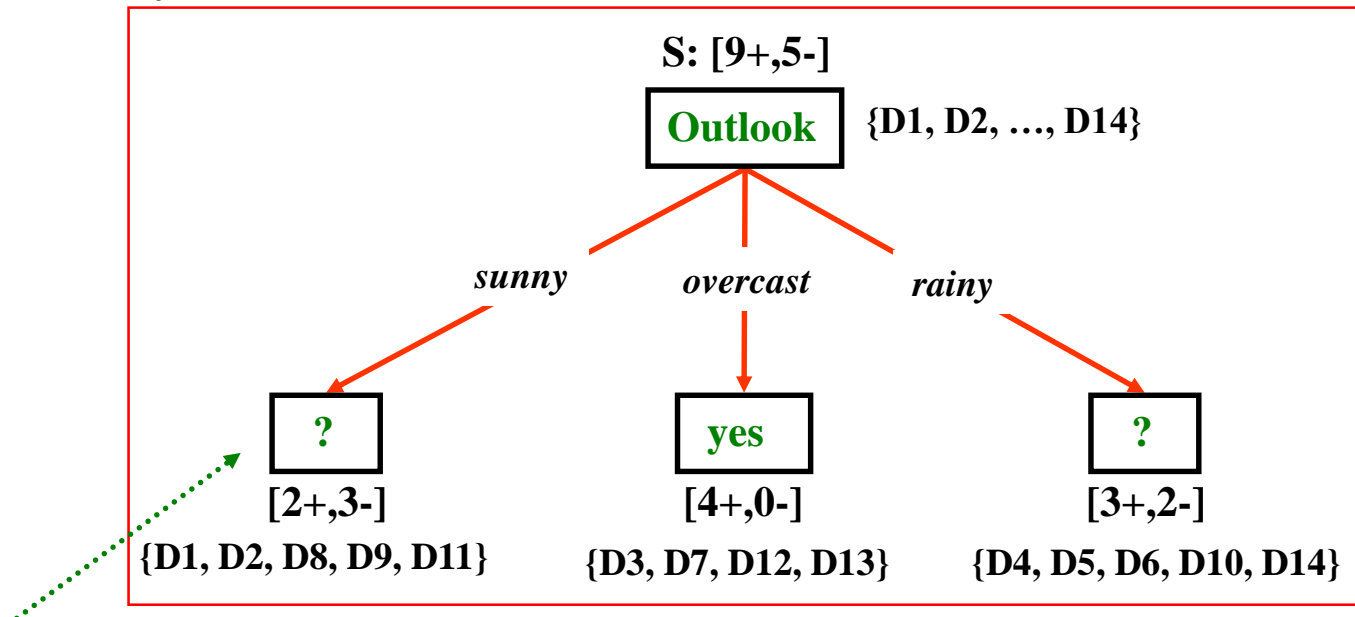 S: [9+,5-]
Outlook
{D1, D2, …, D14}
sunny
overcast
rainy
?
yes
?
[2+,3-]
[4+,0-]
[3+,2-]
{D1, D2, D8, D9, D11}
{D3, D7, D12, D13}
{D4, D5, D6, D10, D14}